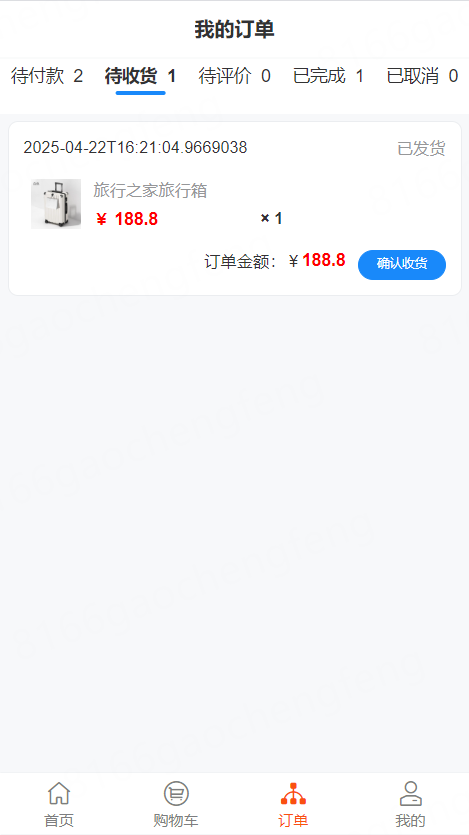 我的订单
待付款 2 待收货 1 待评价 0 已完成 1 已取消 0
2025-04-22T16:21:04.9669038 已发货
旅行之家旅行箱
￥ 188.8 × 1
订单金额：￥188.8 确认收货
首页 购物车 订单 我的